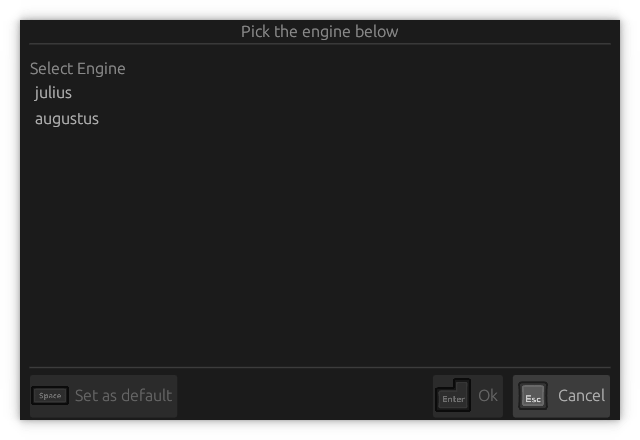 Pick the engine below
Select Engine
julius
augustus
Space Set as default
Enter Ok
Esc Cancel